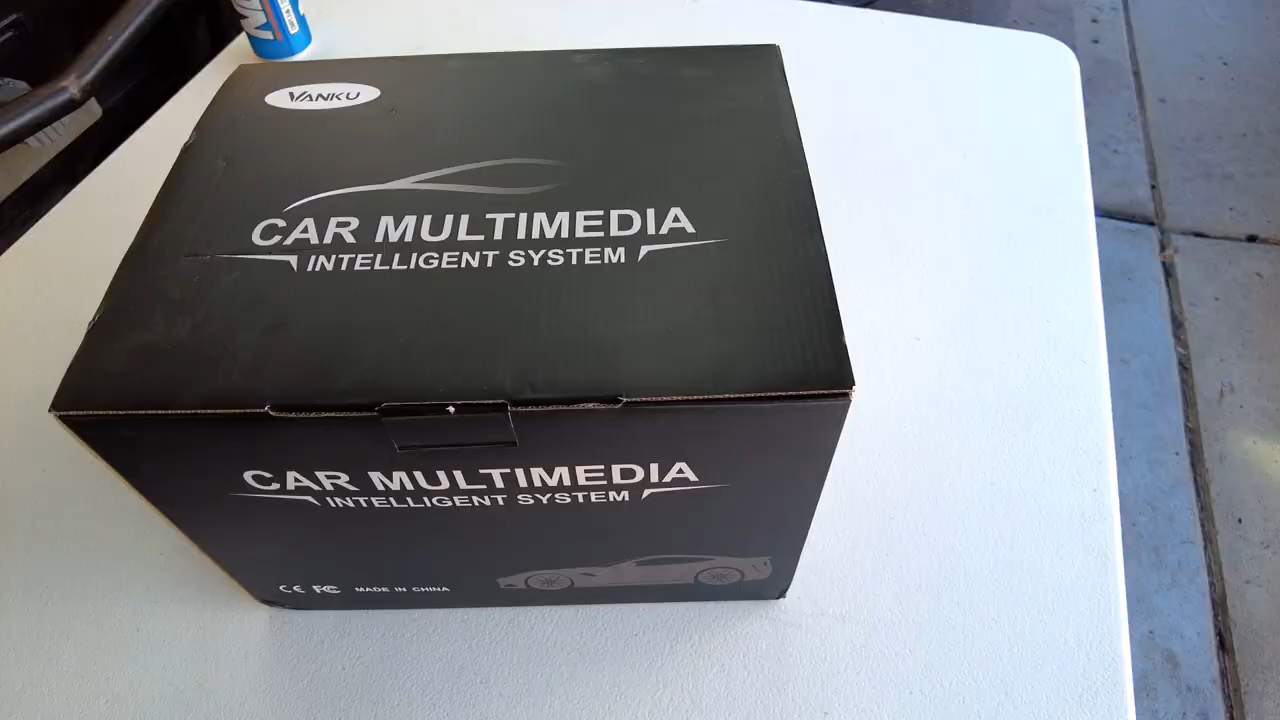 VANKU
CAR MULTIMEDIA
INTELLIGENT SYSTEM
CAR MULTIMEDIA
INTELLIGENT SYSTEM
CE FC MADE IN CHINA